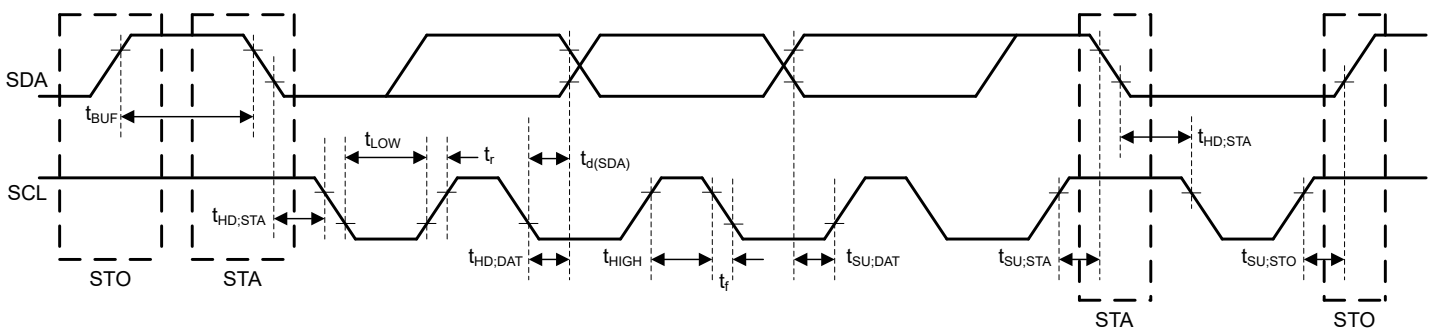 SDA
tBUF
tLOW
tr
td(SDA)
tHD;STA
SCL
tHD;STA
tHD;DAT
tHIGH
tf
tSU;DAT
tSU;STA
tSU;STO
STO
STA
STA
STO